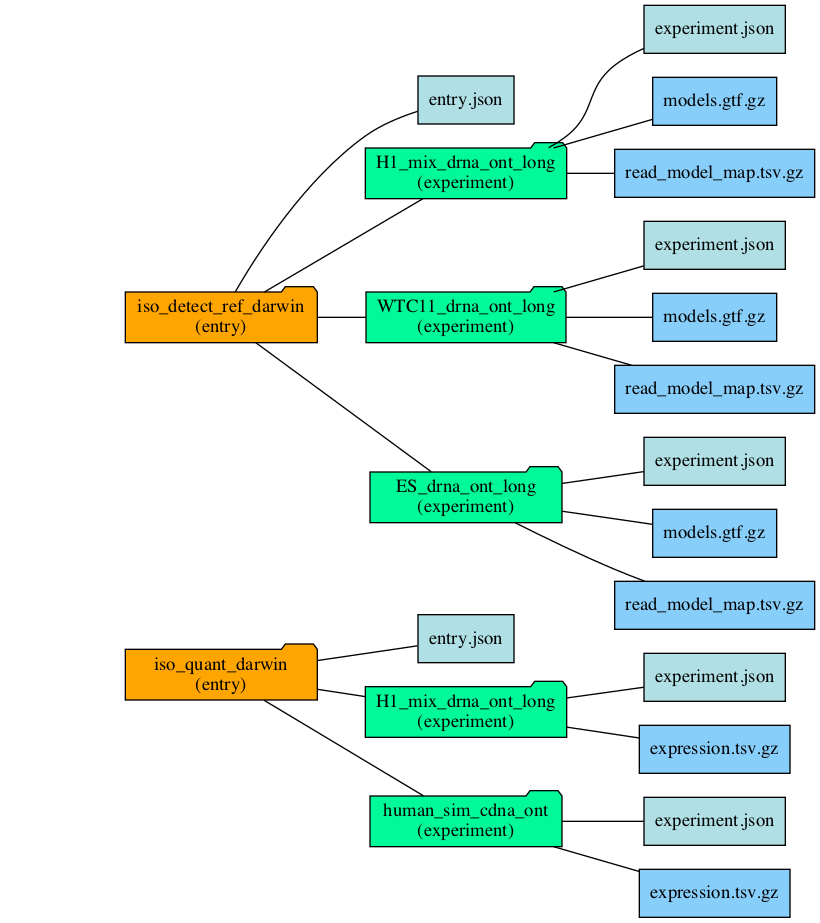 experiment.json
entry.json
models.gtf.gz
H1_mix_drna_ont_long
(experiment)
read_model_map.tsv.gz
experiment.json
iso_detect_ref_darwin
(entry)
WTC11_drna_ont_long
(experiment)
models.gtf.gz
read_model_map.tsv.gz
experiment.json
ES_drna_ont_long
(experiment)
models.gtf.gz
read_model_map.tsv.gz
entry.json
iso_quant_darwin
(entry)
experiment.json
H1_mix_drna_ont_long
(experiment)
expression.tsv.gz
human_sim_cdna_ont
(experiment)
experiment.json
expression.tsv.gz